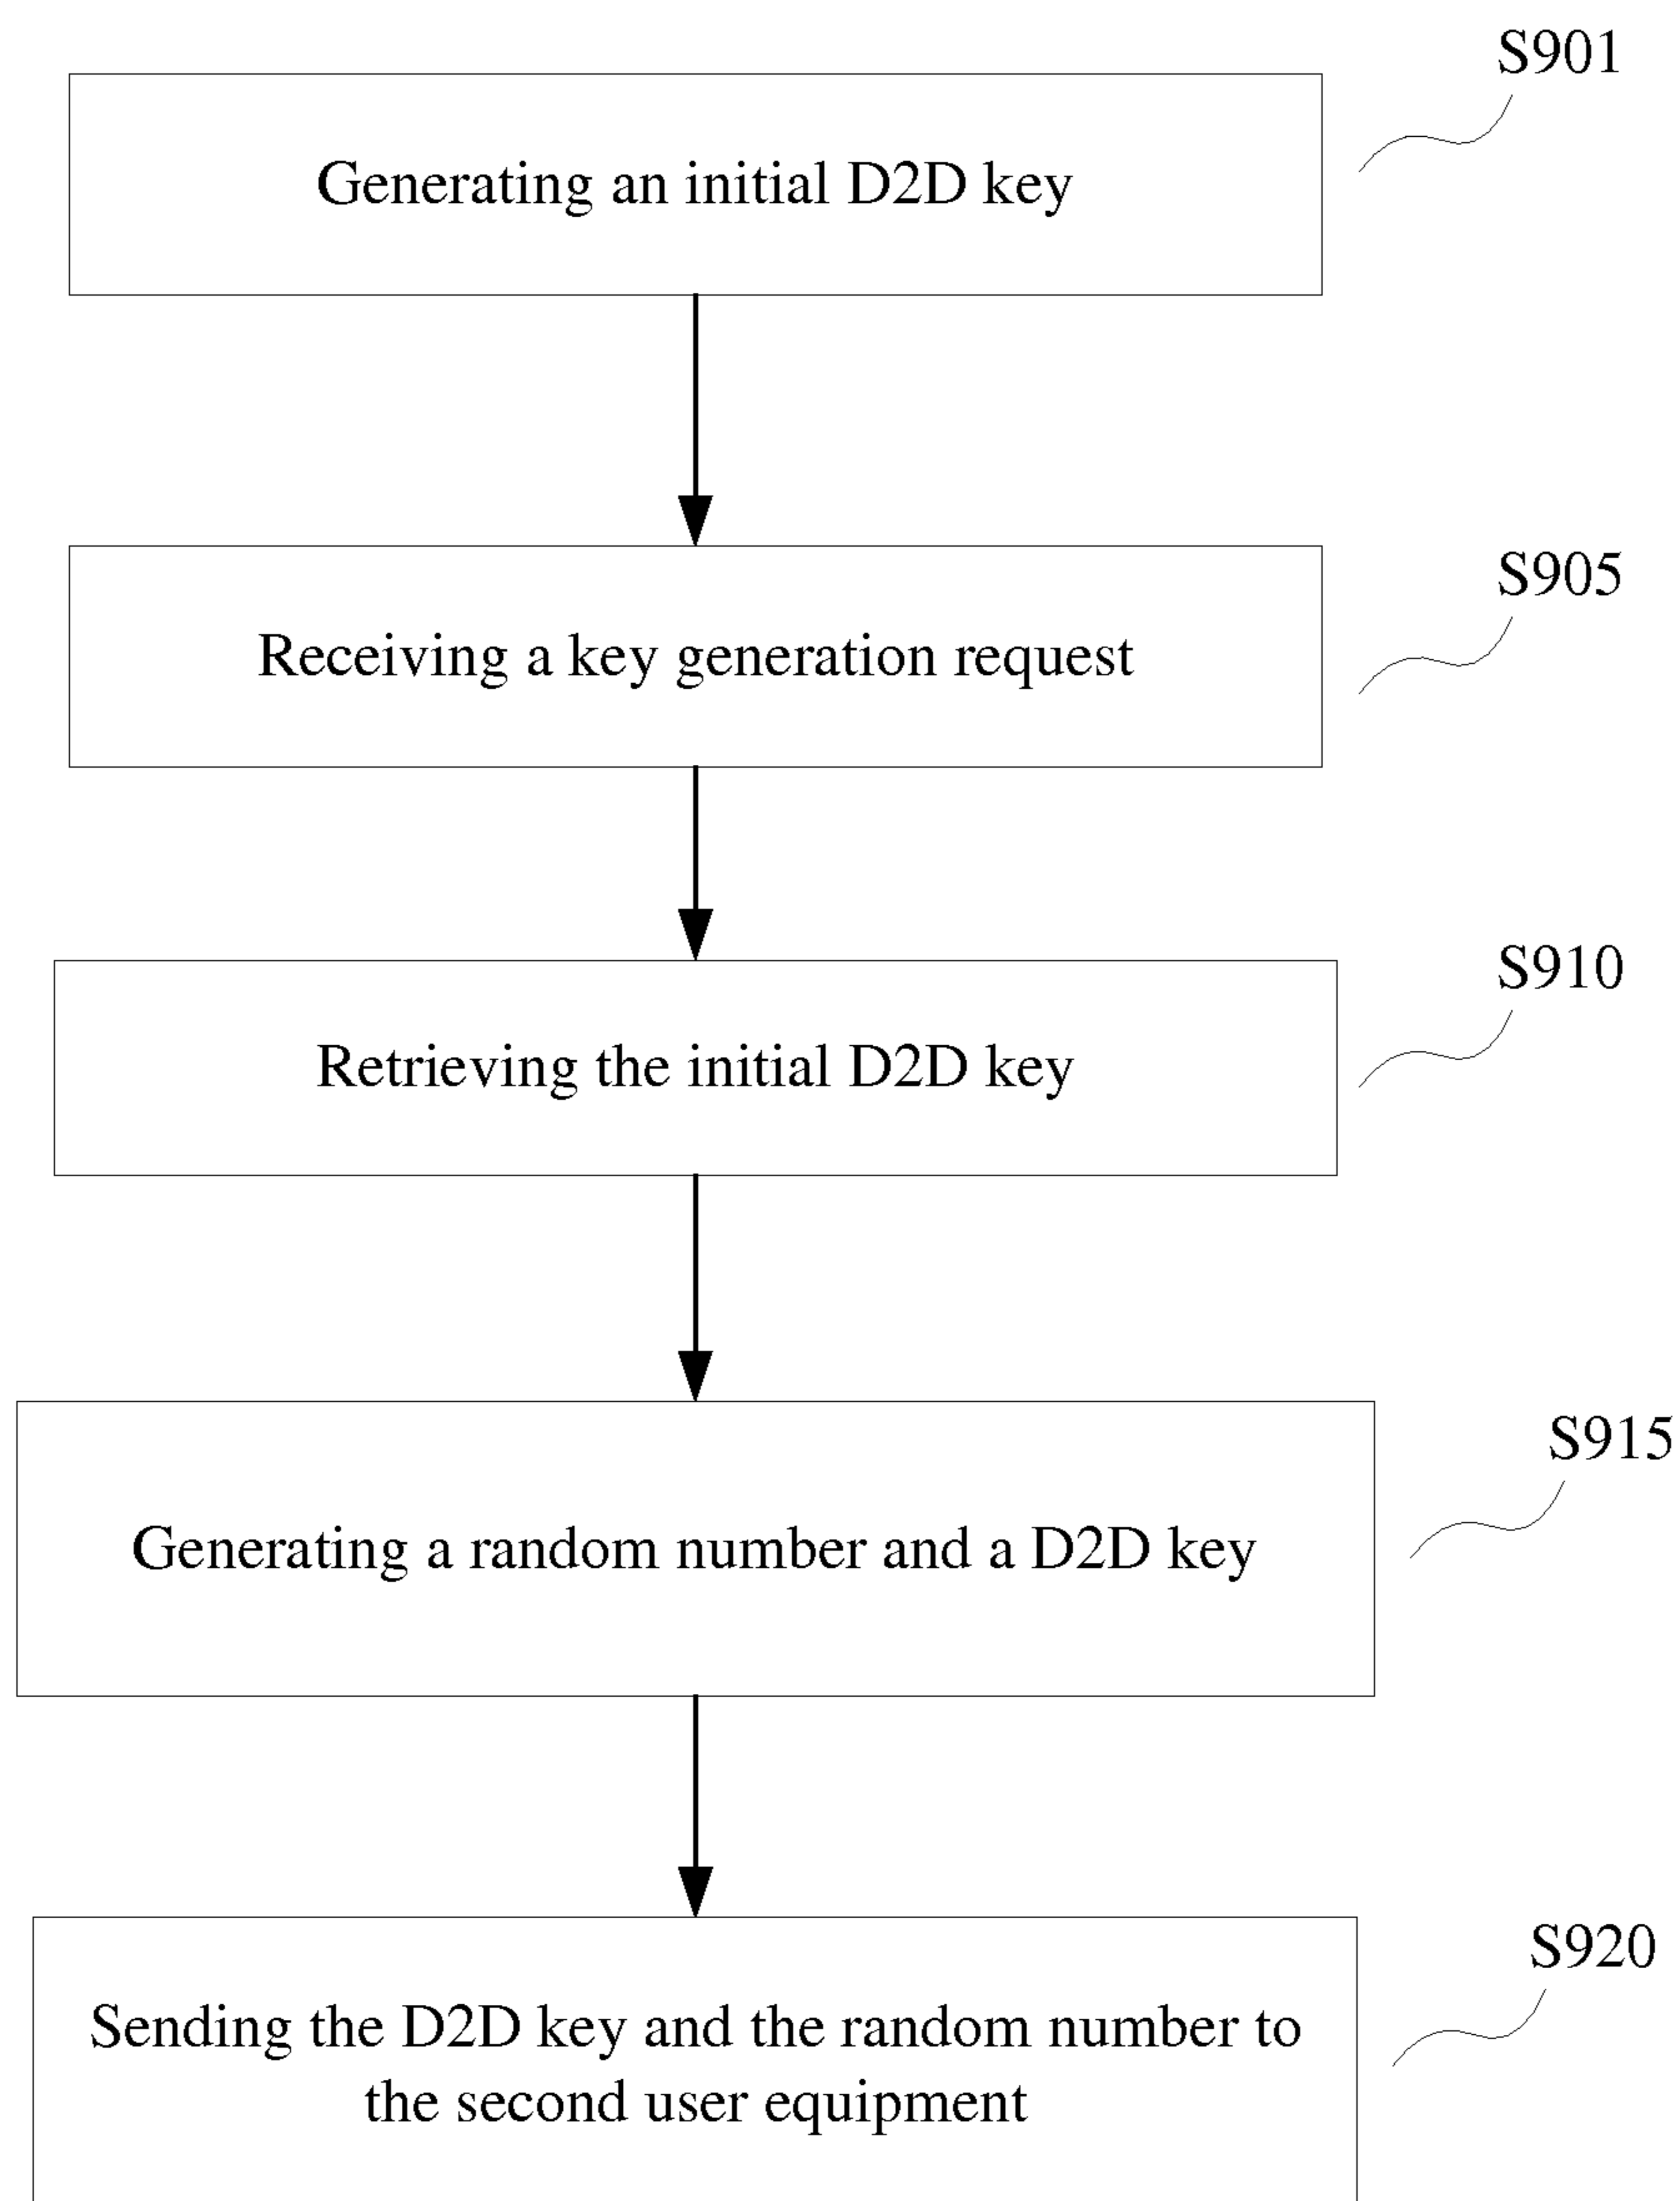 S901
Generating an initial D2D key
S905
Receiving a key generation request
S910
Retrieving the initial D2D key
S915
Generating a random number and a D2D key
S920
Sending the D2D key and the random number to
the second user equipment